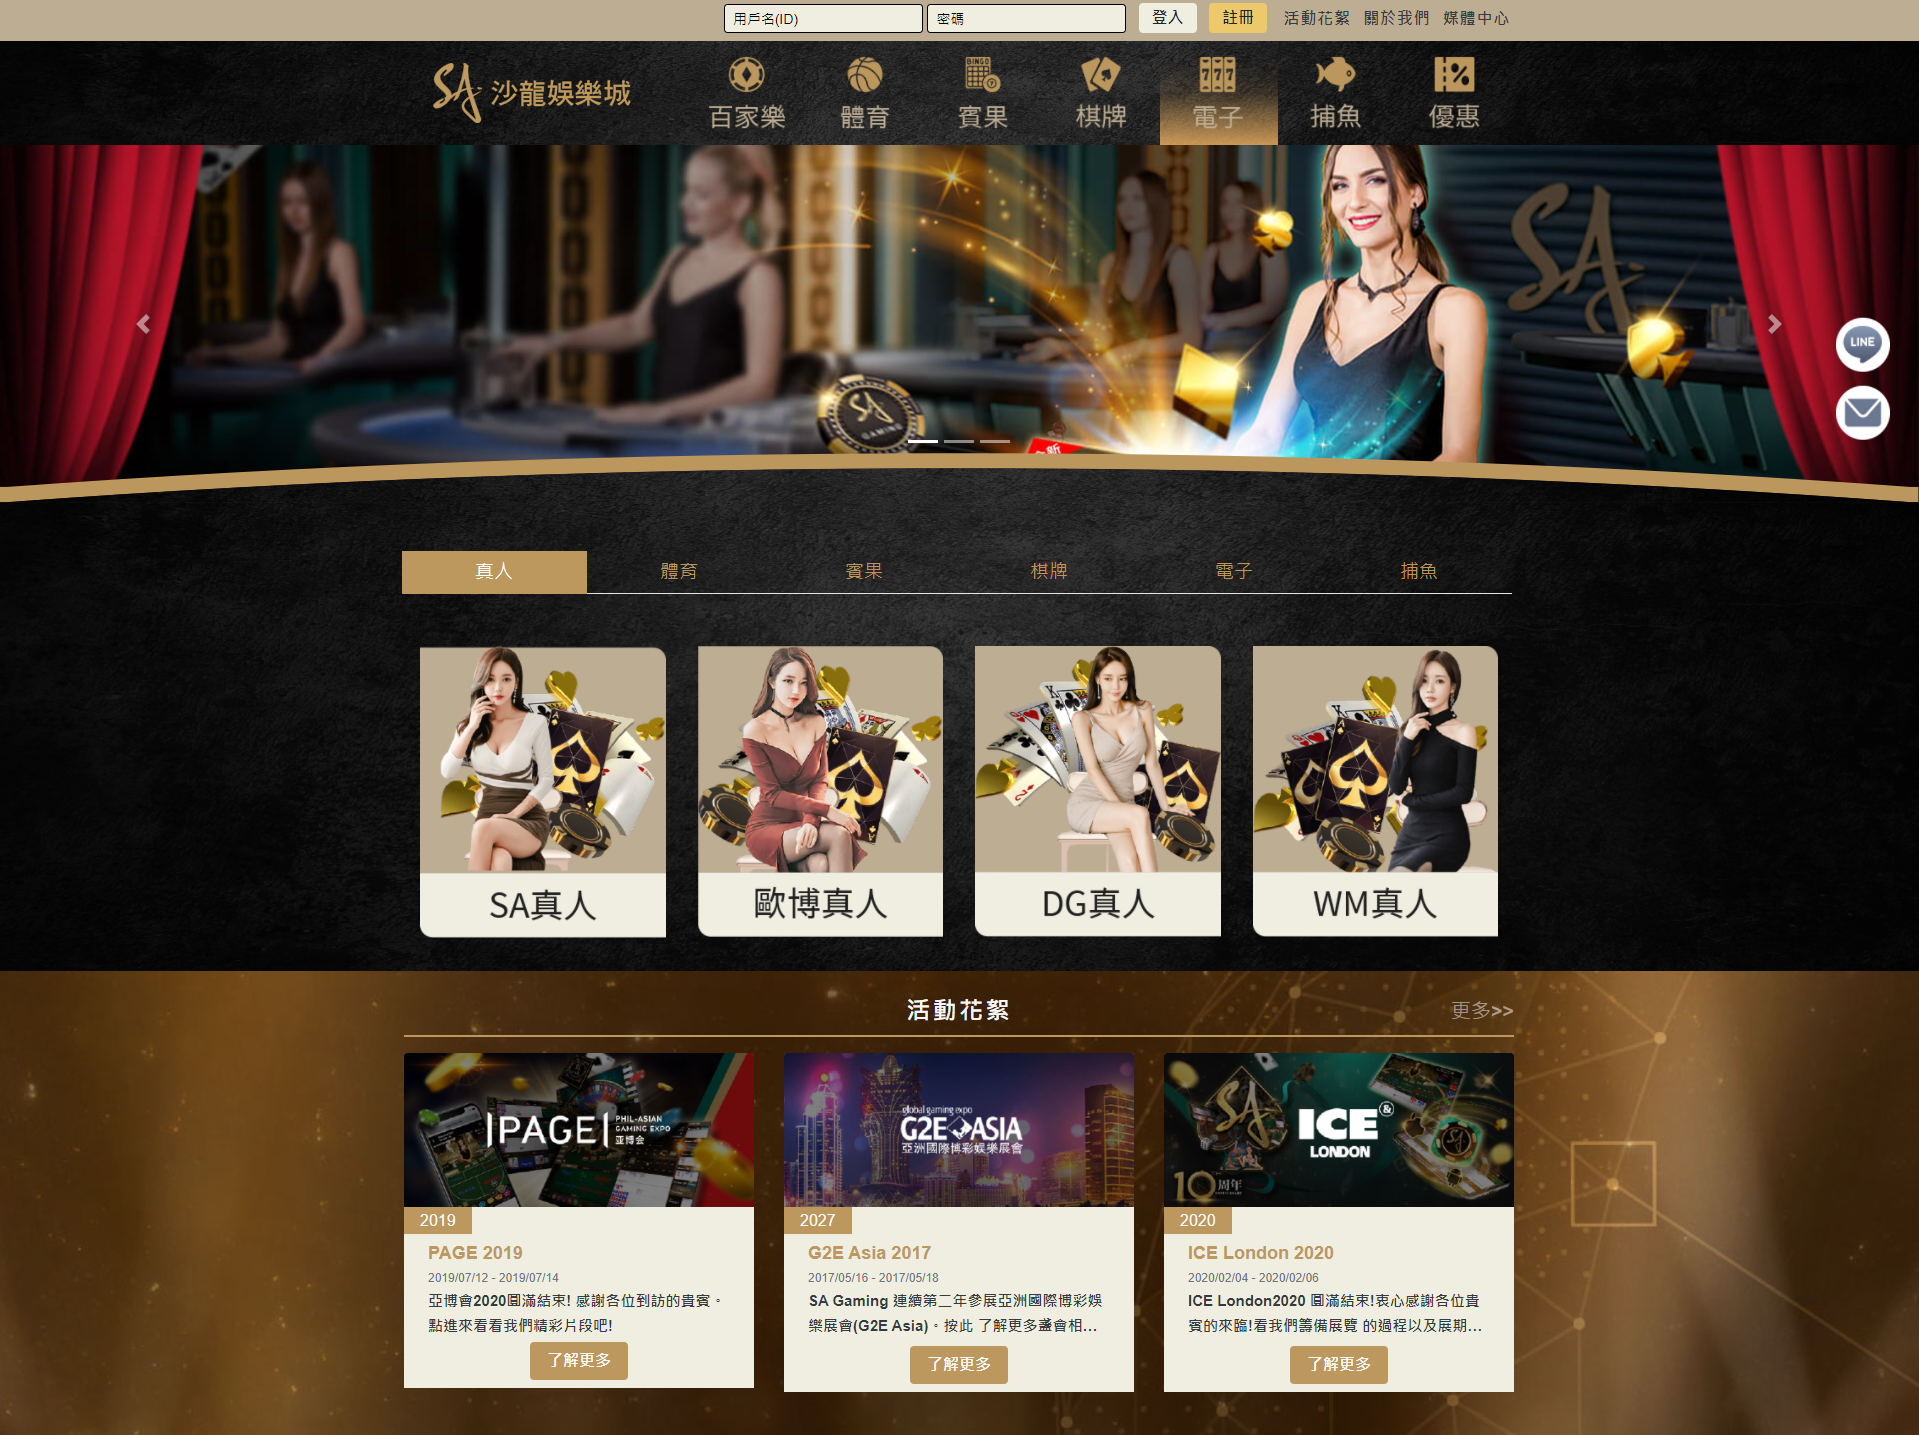 用戶名(ID) 密碼 登入 註冊 活動花絮 關於我們 媒體中心
SA 沙龍娛樂城
BINGO 777
百家樂 體育 賓果 棋牌 電子 捕魚 優惠
SA
LINE
SA
GAMING
真人 體育 賓果 棋牌 電子 捕魚
SA真人 歐博真人 DG真人 WM真人
活動花絮 更多>>
PAGE PHIL-ASIAN
GAMING EXPO
亚博会
2019
PAGE 2019
2019/07/12 - 2019/07/14
亞博會2020圓滿結束! 感謝各位到訪的貴賓。
點進來看看我們精彩片段吧!
了解更多
global gaming expo
G2E ASIA
亞洲國際博彩娛樂展會
2027
G2E Asia 2017
2017/05/16 - 2017/05/18
SA Gaming 連續第二年參展亞洲國際博彩娛
樂展會(G2E Asia)。按此 了解更多盛會相...
了解更多
SA
ICE &
LONDON
10 周年
2020
ICE London 2020
2020/02/04 - 2020/02/06
ICE London2020 圓滿結束!衷心感謝各位貴
賓的來臨!看我們籌備展覽 的過程以及展期...
了解更多